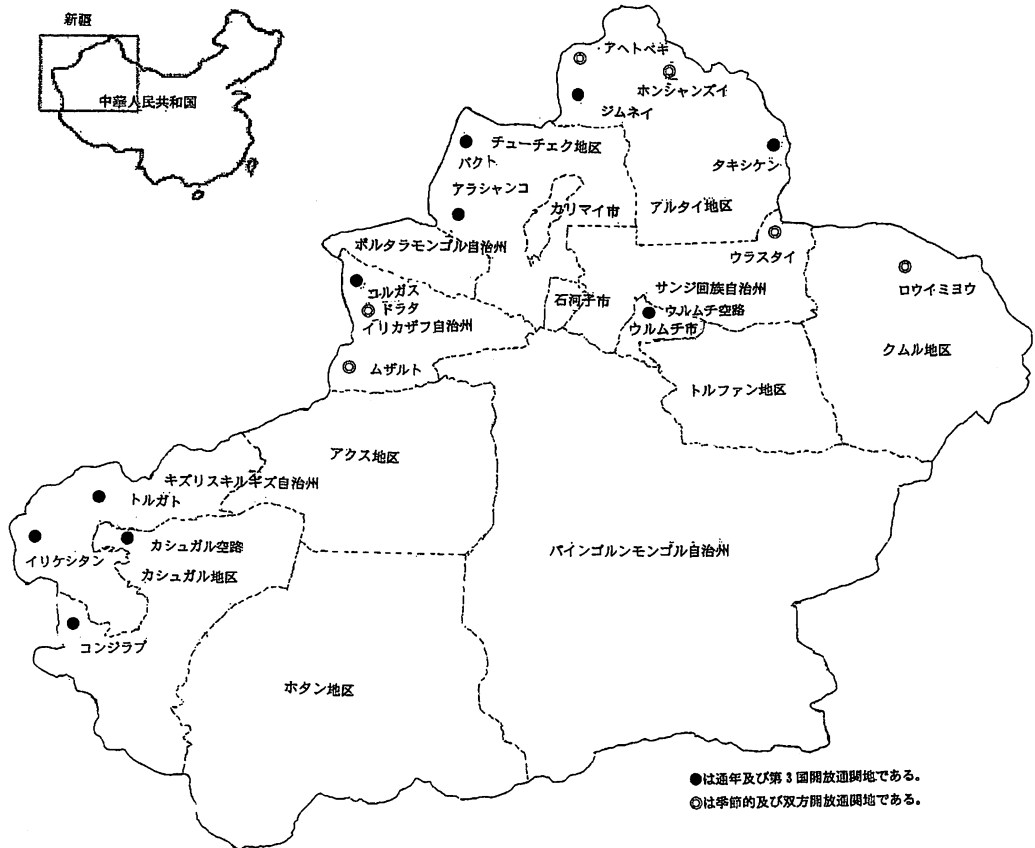 新疆
中華人民共和国
アヘトベキ
ホンシャンズイ
ジムネイ
チューチェク地区
バクト
タキシケン
アラシャンコ
カリマイ市
アルタイ地区
ボルタラモンゴル自治州
ウラスタイ
コルガス
ドラタ
イリカザフ自治州
石河子市
サンジ回族自治州
ウルムチ空路
ウルムチ市
ロウイミヨウ
クムル地区
ムザルト
トルファン地区
アクス地区
キズリスキルギズ自治州
トルガト
イリケシタン
カシュガル空路
カシュガル地区
バインゴルンモンゴル自治州
コンジラブ
ホタン地区
●は通年及び第3国開放通関地である。
◎は季節的及び双方開放通関地である。